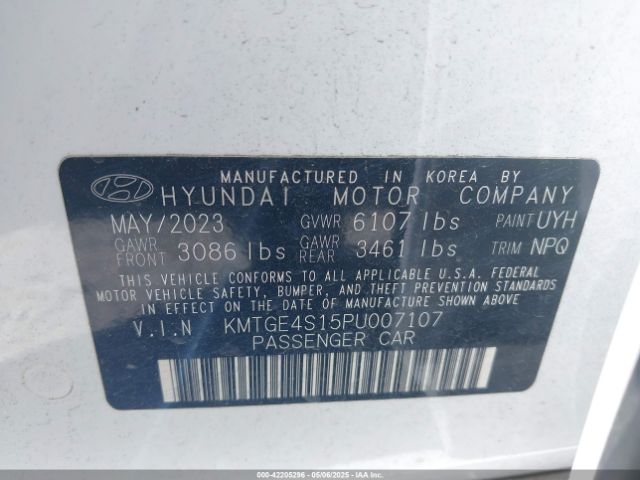 MANUFACTURED IN KOREA BY
HYUNDAI MOTOR COMPANY
MAY/2023 GVWR 6107 lbs PAINT UYH
GAWR FRONT 3086 lbs GAWR REAR 3461 lbs TRIM NPQ
THIS VEHICLE CONFORMS TO ALL APPLICABLE U.S.A. FEDERAL
MOTOR VEHICLE SAFETY, BUMPER, AND THEFT PREVENTION STANDARDS
IN EFFECT ON THE DATE OF MANUFACTURE SHOWN ABOVE.
V.I.N KMTGE4S15PU007107
PASSENGER CAR
000-42205296 - 05/06/2025 - IAAI.COM